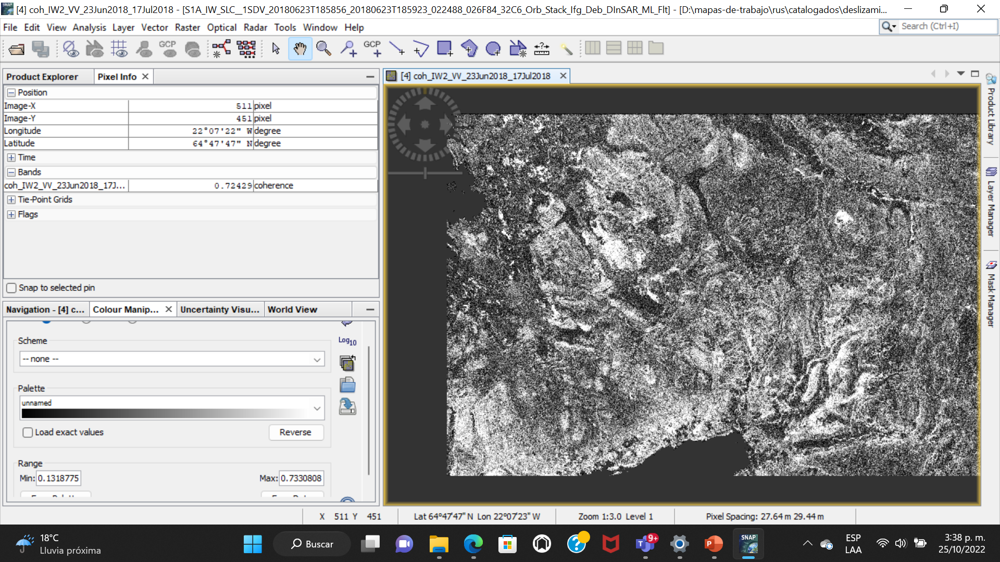 [4] coh_IW2_VV_23Jun2018_17Jul2018 - [S1A_IW_SLC__1SDV_20180623T185856_20180623T185923_022488_026F84_32C6_Orb_Stack_Ifg_Deb_DInSAR_ML_Flt] - [D:\mapas-de-trabajo\rus\catalogados\deslizami...
File Edit View Analysis Layer Vector Raster Optical Radar Tools Window Help
Search (Ctrl+I)
GCP
GCP
Product Explorer
Pixel Info
[4] coh_IW2_VV_23Jun2018_17Jul2018
Position
Image-X 511 pixel
Image-Y 451 pixel
Longitude 22°07'22" W degree
Latitude 64°47'47" N degree
Time
Bands
coh_IW2_VV_23Jun2018_17J... 0.72429 coherence
Tie-Point Grids
Flags
Snap to selected pin
Product Library
Layer Manager
Mask Manager
Navigation - [4] c...
Colour Manip...
Uncertainty Visu...
World View
Scheme
-- none --
Log10
Palette
unnamed
Load exact values
Reverse
Range
Min: 0.1318775
Max: 0.7330808
X 511 Y 451
Lat 64°47'47" N Lon 22°07'23" W
Zoom 1:3.0 Level 1
Pixel Spacing: 27.64 m 29.44 m
18°C
Lluvia próxima
Buscar
9+
SNAP
ESP
LAA
3:38 p. m.
25/10/2022